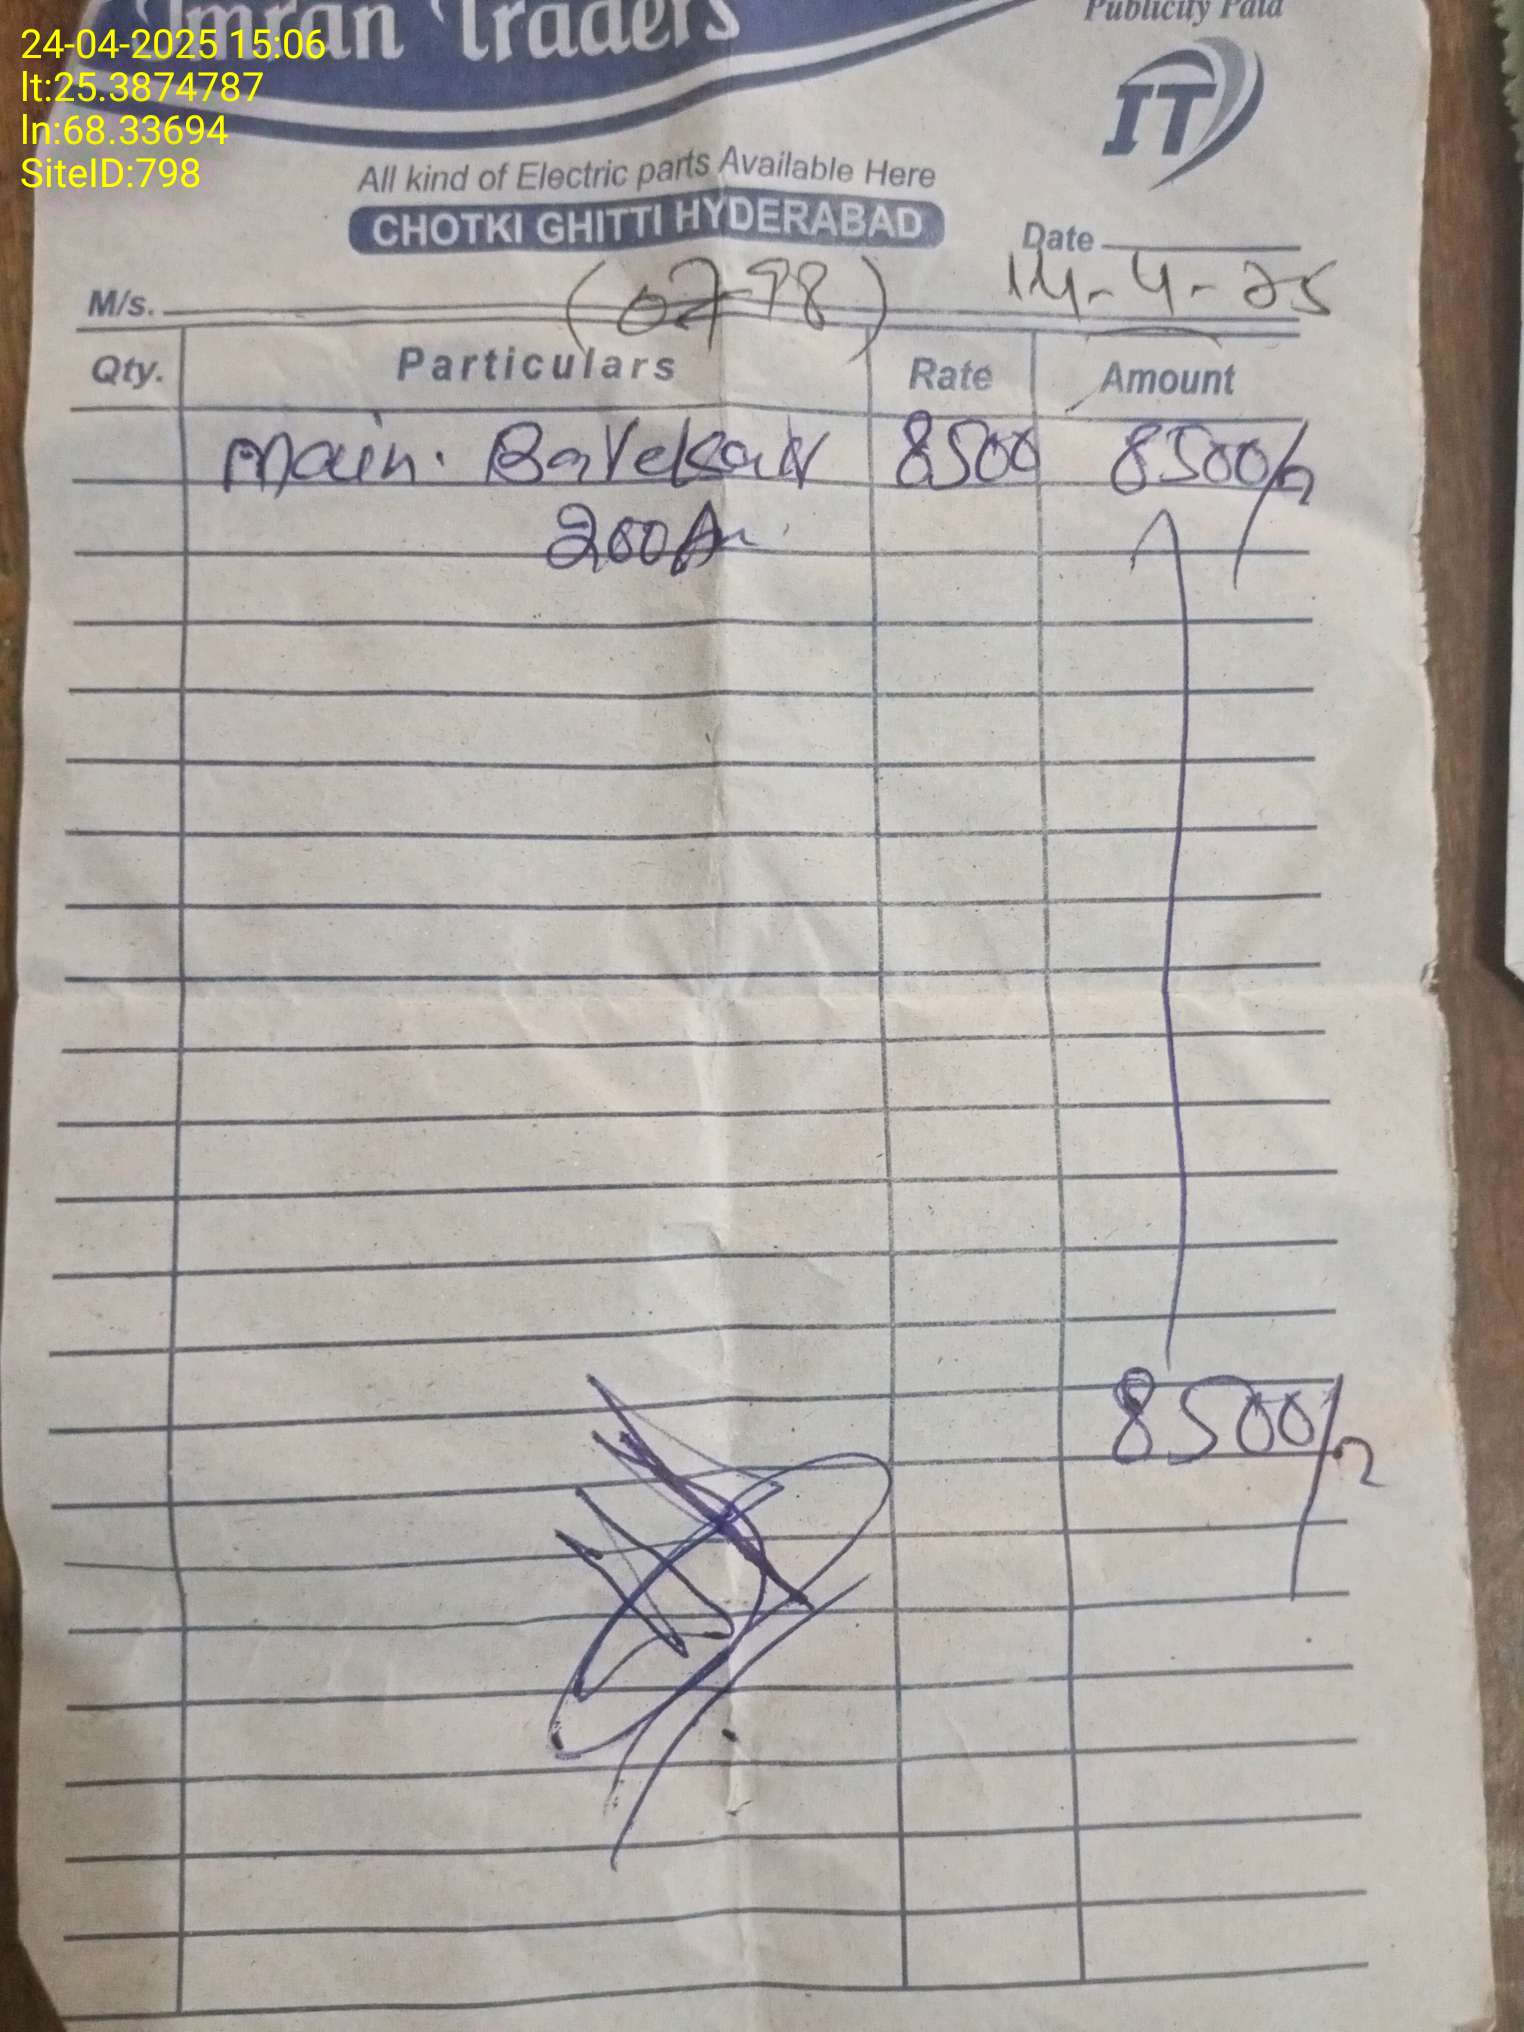 Imran Traders
Publicity Paid
24-04-2025 15:06
lt:25.3874787
ln:68.33694
SiteID:798
IT
All kind of Electric parts Available Here
CHOTKI GHITTI HYDERABAD
Date
M/s. (0798) 14-4-25
Qty. Particulars Rate Amount
Main. 8500 8500/-
200A
8500/-